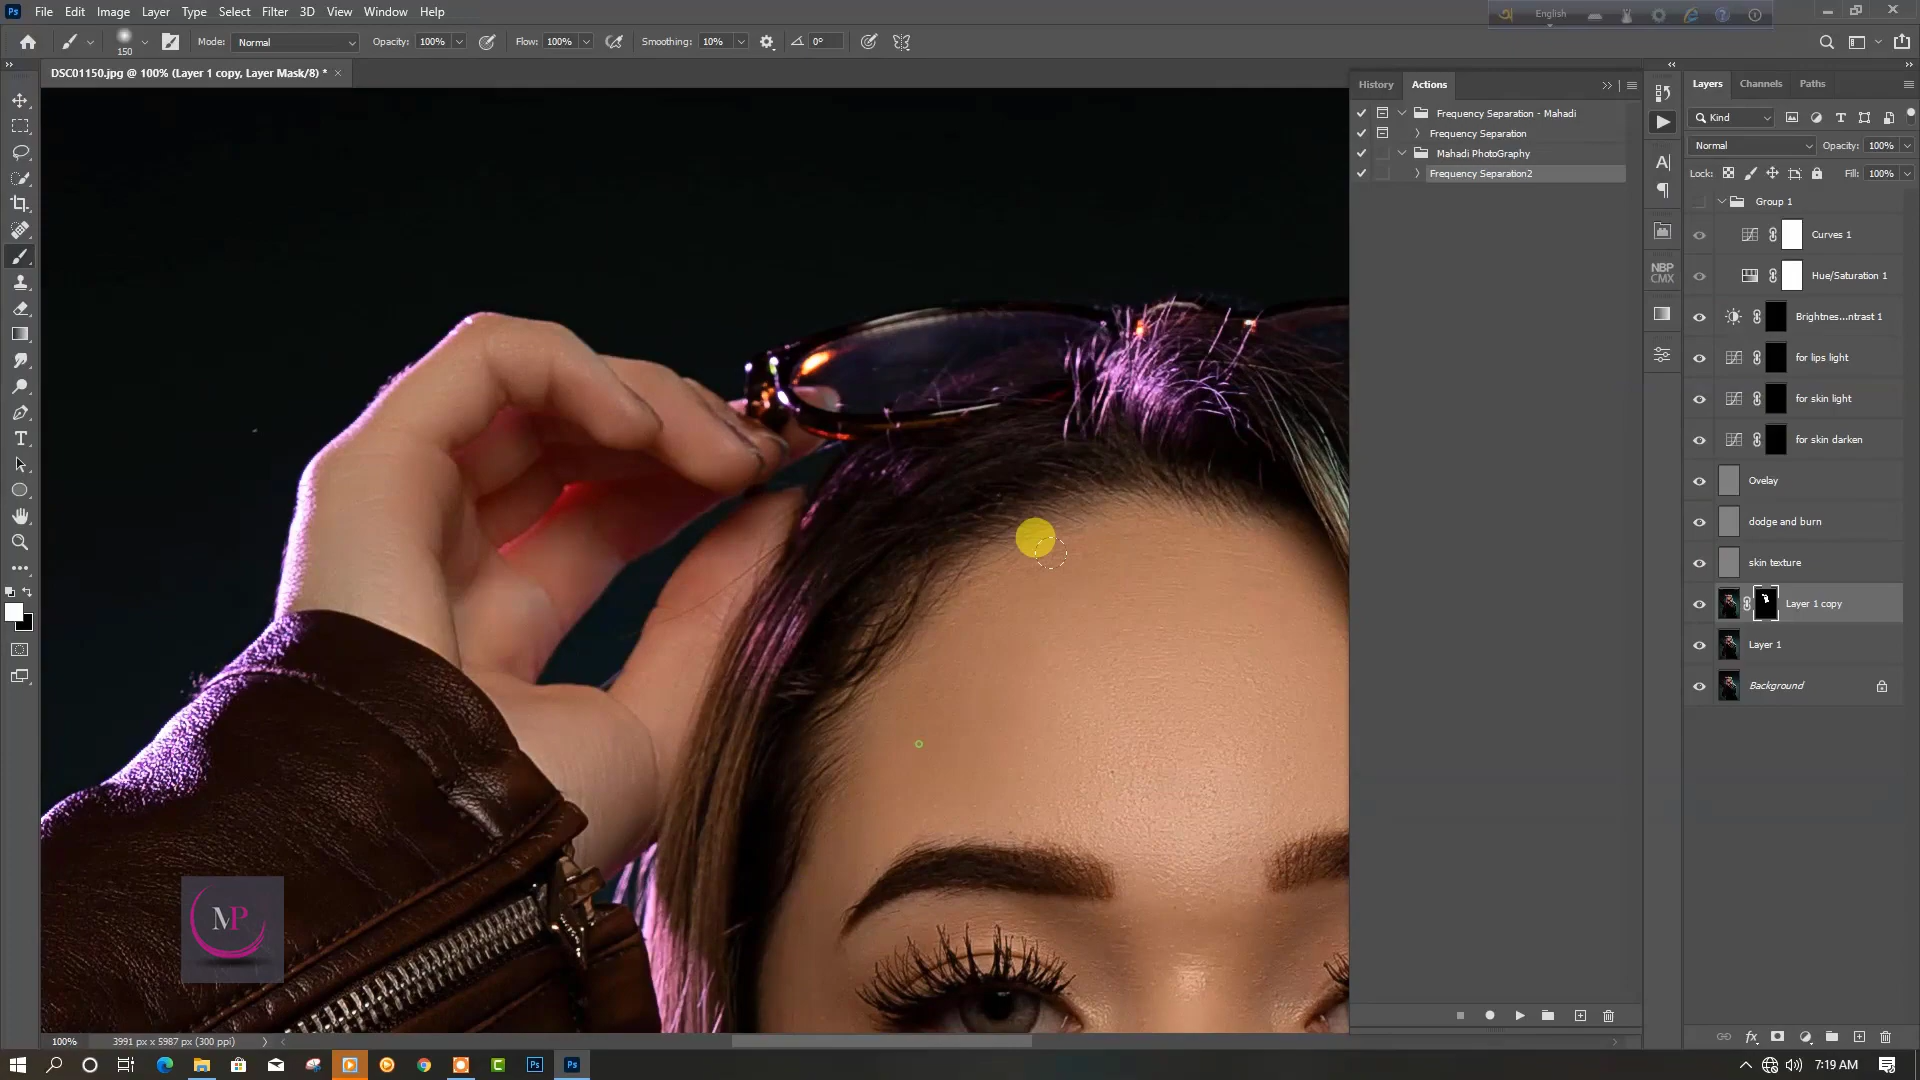 Ps File Edit Image Layer Type Select Filter 3D View Window Help
English
150 Mode: Normal Opacity: 100% Flow: 100% Smoothing: 10% 0°
DSC01150.jpg @ 100% (Layer 1 copy, Layer Mask/8) *
History Actions
Frequency Separation - Mahadi
Frequency Separation
Mahadi PhotoGraphy
Frequency Separation2
NBP
CMX
Layers Channels Paths
Kind
Normal Opacity: 100%
Lock: Fill: 100%
Group 1
Curves 1
Hue/Saturation 1
Brightnes...ntrast 1
for lips light
for skin light
for skin darken
Ovelay
dodge and burn
skin texture
Layer 1 copy
Layer 1
Background
MP
100% 3991 px x 5987 px (300 ppi)
Ps Ps 7:19 AM